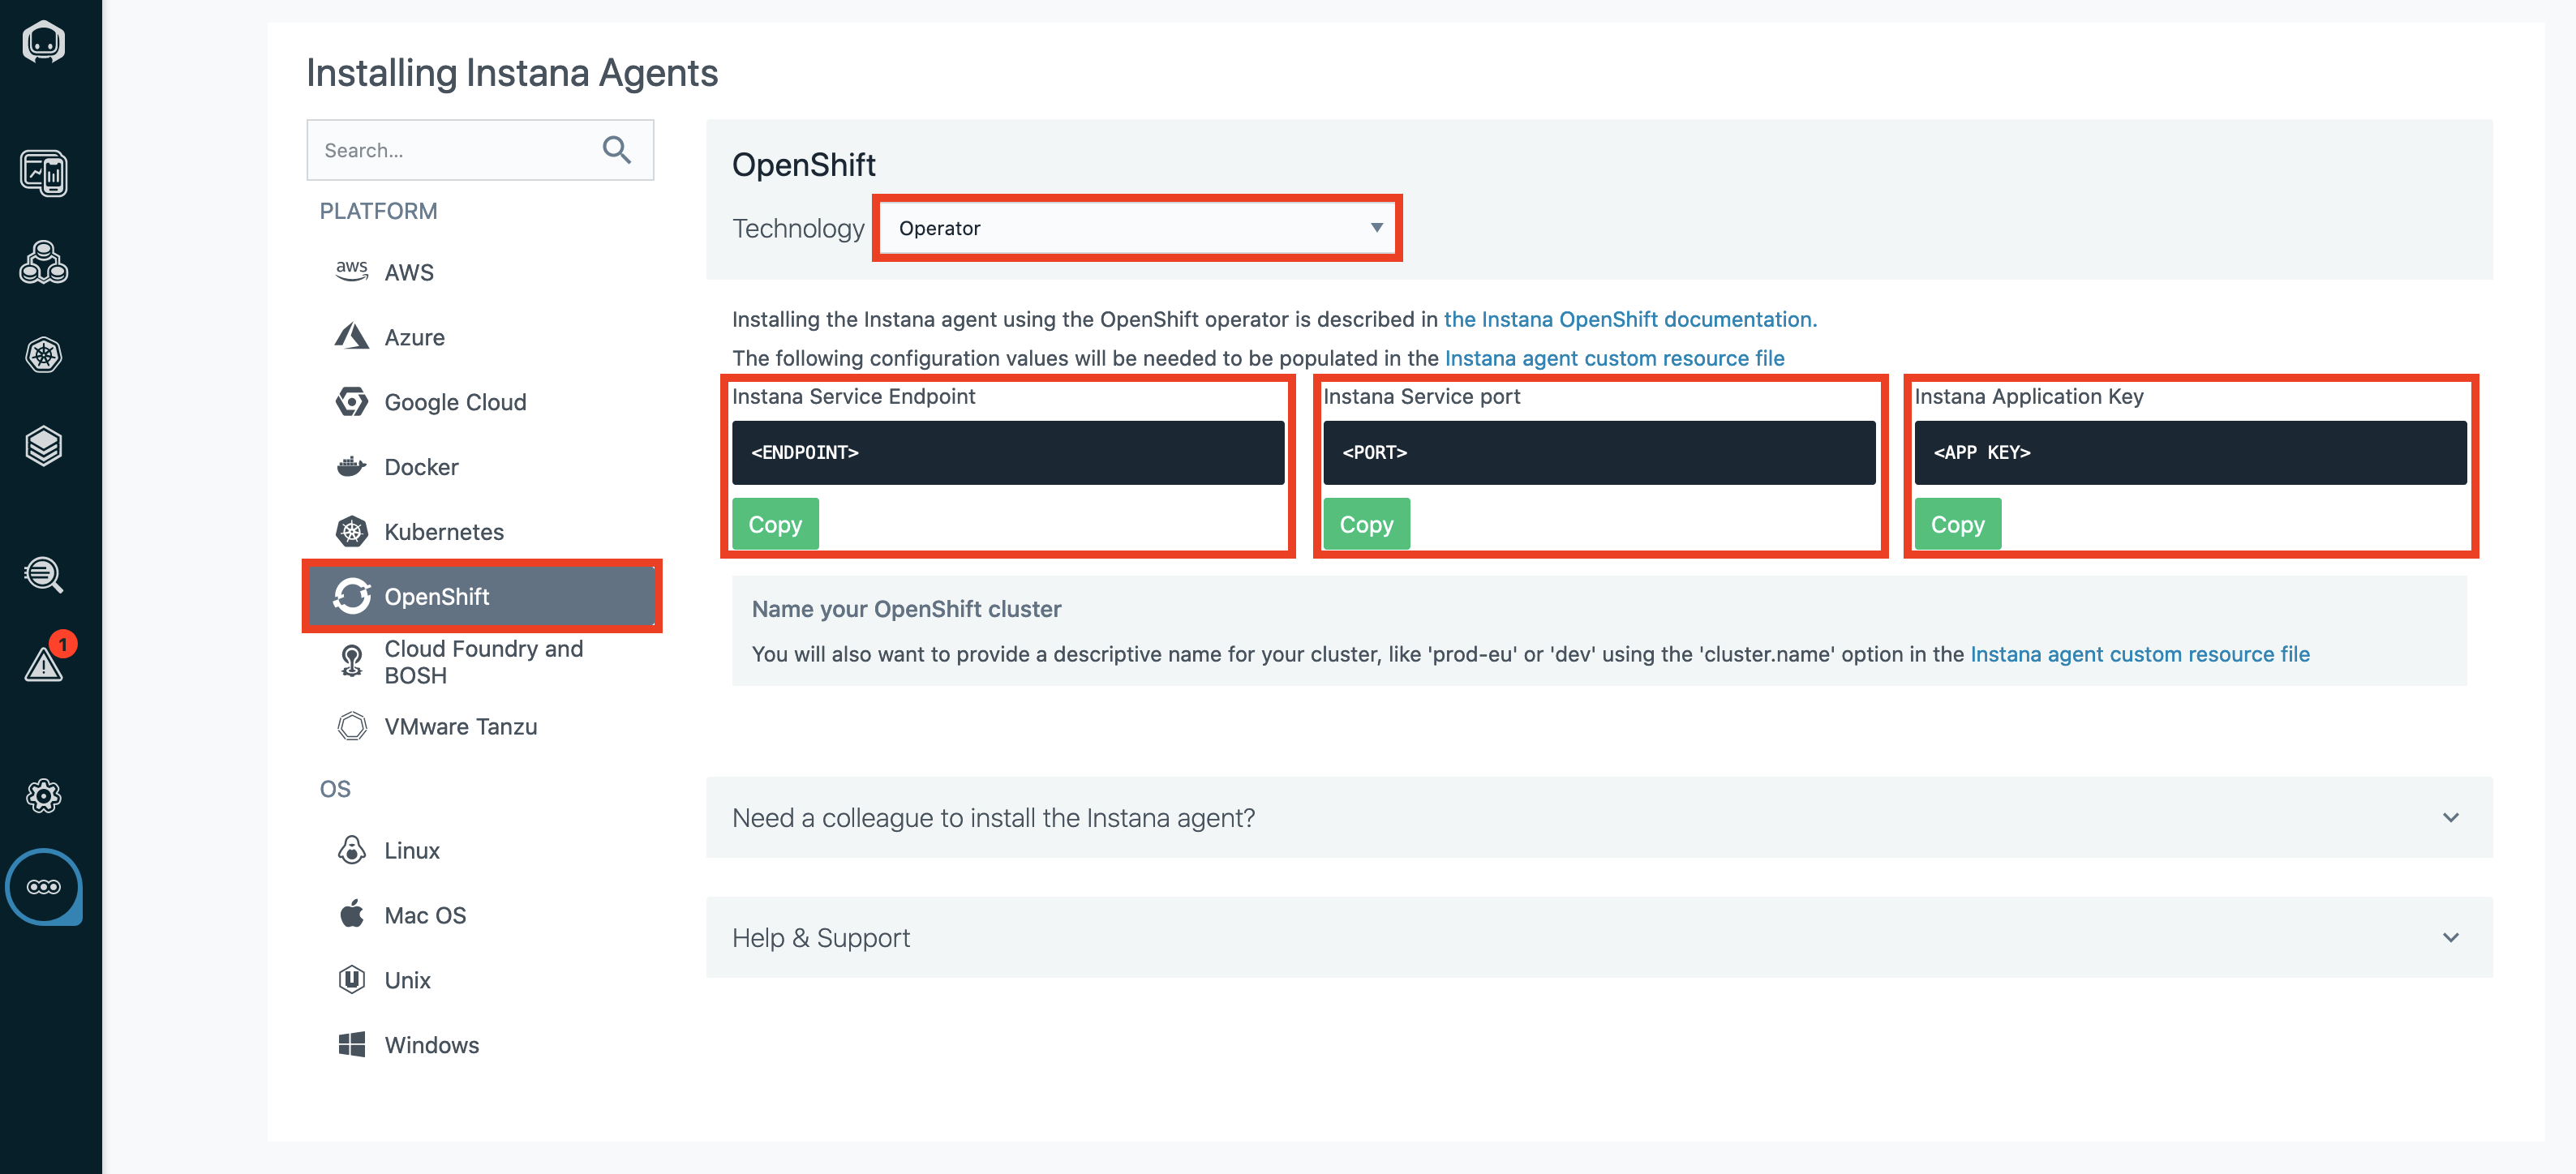 Installing Instana Agents
Search...
PLATFORM
aws AWS
Azure
Google Cloud
Docker
Kubernetes
OpenShift
Cloud Foundry and
BOSH
VMware Tanzu
OS
Linux
Mac OS
Unix
Windows
1
OpenShift
Technology Operator
Installing the Instana agent using the OpenShift operator is described in the Instana OpenShift documentation.
The following configuration values will be needed to be populated in the Instana agent custom resource file
Instana Service Endpoint
<ENDPOINT>
Copy
Instana Service port
<PORT>
Copy
Instana Application Key
<APP KEY>
Copy
Name your OpenShift cluster
You will also want to provide a descriptive name for your cluster, like 'prod-eu' or 'dev' using the 'cluster.name' option in the Instana agent custom resource file
Need a colleague to install the Instana agent?
Help & Support